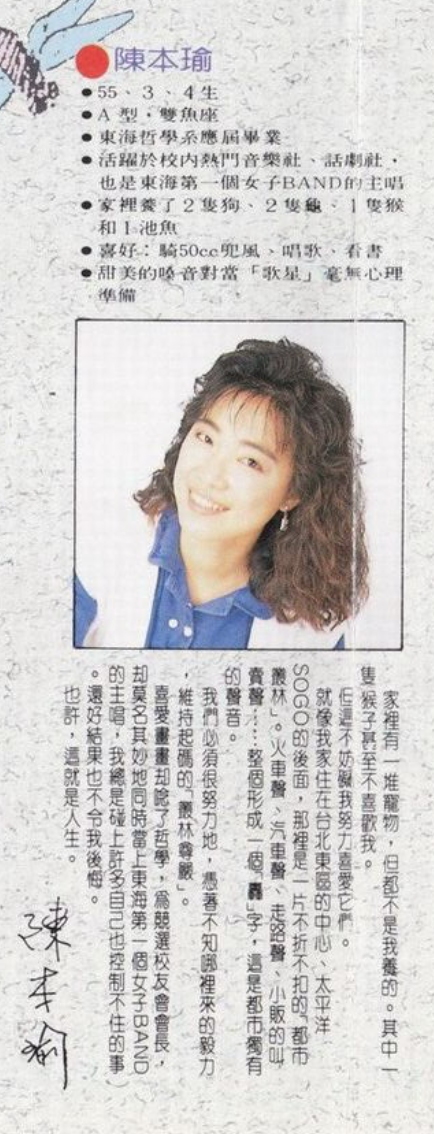 陳本瑜
●55、3、4生
●A型,雙魚座
●東海哲學系應屆畢業
●活躍於校內熱門音樂社、話劇社,
也是東海第一個女子BAND的主唱
●家裡養了2隻狗、2隻龜、1隻猴
和1池魚
●喜好:騎50cc兜風、唱歌、看書
●甜美的嗓音對當「歌星」毫無心理
準備
家裡有一堆寵物,但都不是我養的。其中一
隻猴子甚至不喜歡我。
但這不妨礙我努力喜愛它們。
就像我家住在台北東區的中心、太平洋
SOGO的後面,那裡是一片不折不扣的「都市
叢林」。火車聲、汽車聲、走路聲、小販的叫
賣聲……整個形成一個「轟」字,這是都市獨有
的聲音。
我們必須很努力地,憑著不知哪裡來的毅力
,維持起碼的「叢林尊嚴」。
喜愛畫畫卻唸了哲學,為競選校友會會長,
却莫名其妙地同時當上東海第一個女子BAND
的主唱,我總是碰上許多自己也控制不住的事
。還好結果也不令我後悔。
也許,這就是人生。
陳本瑜